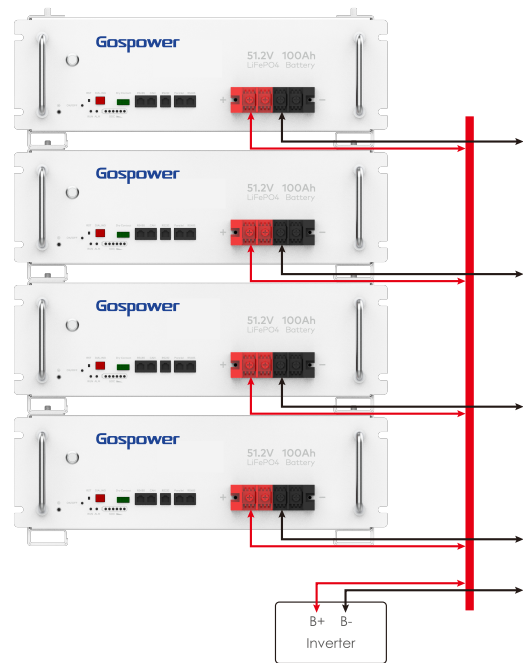 Gospower
51.2V 100Ah
LiFePO4 Battery
+ −
Gospower
51.2V 100Ah
LiFePO4 Battery
+ −
Gospower
51.2V 100Ah
LiFePO4 Battery
+ −
Gospower
51.2V 100Ah
LiFePO4 Battery
+ −
B+ B-
Inverter